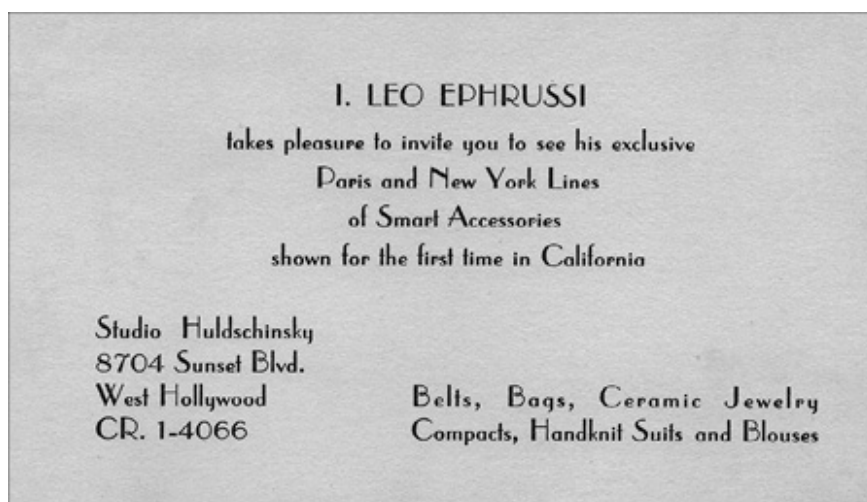 I. LEO EPHRUSSI
takes pleasure to invite you to see his exclusive
Paris and New York Lines
of Smart Accessories
shown for the first time in California
Studio Huldschinsky
8704 Sunset Blvd.
West Hollywood
CR. 1-4066
Belts, Bags, Ceramic Jewelry
Compacts, Handknit Suits and Blouses